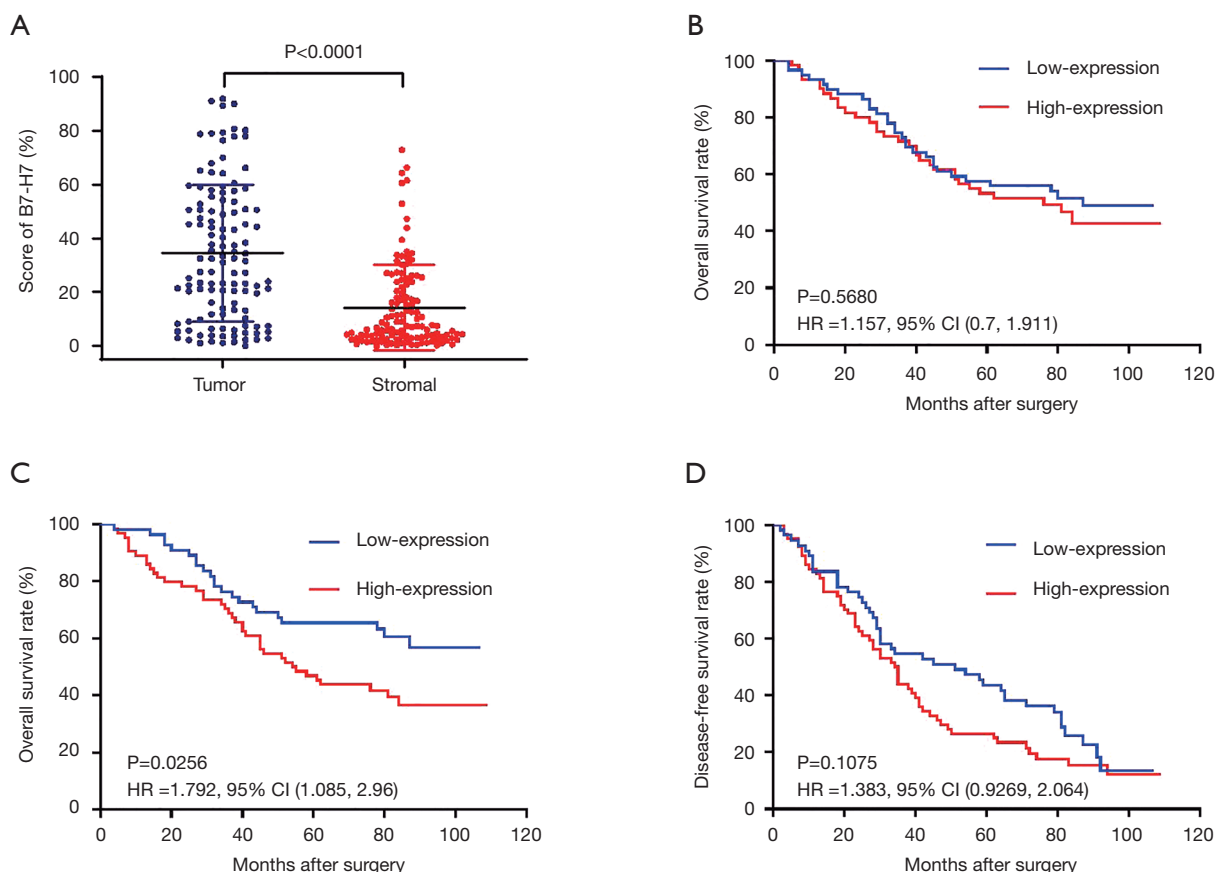 A
P<0.0001
Score of B7-H7 (%)
100
80
60
40
20
0
Tumor
Stromal
B
Overall survival rate (%)
100
80
60
40
20
0
Low-expression
High-expression
P=0.5680
HR =1.157, 95% CI (0.7, 1.911)
0 20 40 60 80 100 120
Months after surgery
C
Overall survival rate (%)
100
80
60
40
20
0
Low-expression
High-expression
P=0.0256
HR =1.792, 95% CI (1.085, 2.96)
0 20 40 60 80 100 120
Months after surgery
D
Disease-free survival rate (%)
100
80
60
40
20
0
Low-expression
High-expression
P=0.1075
HR =1.383, 95% CI (0.9269, 2.064)
0 20 40 60 80 100 120
Months after surgery